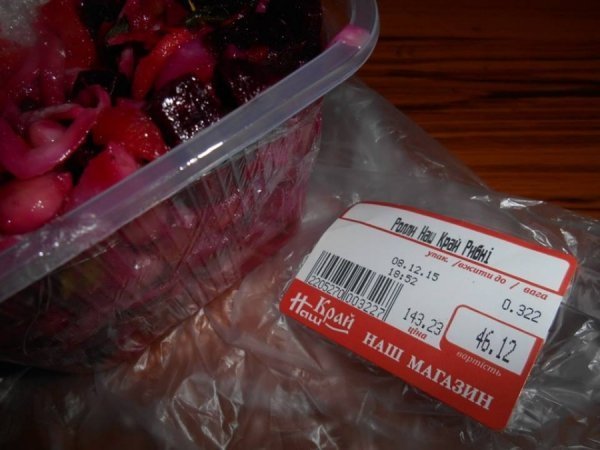 Ролли Наш Край Рибні
упак. /вжити до / вага
08.12.15
18:52
0.322
2205220003227
143.23
ціна
46.12
вартість
Наш Край
НАШ МАГАЗИН